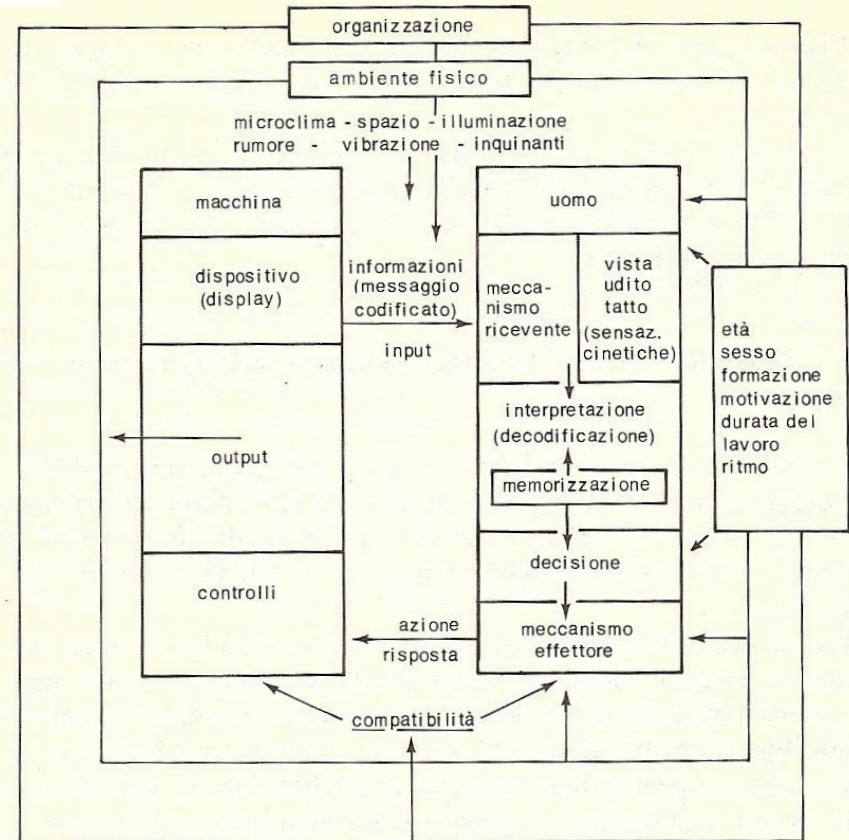 organizzazione
ambiente fisico
microclima - spazio - illuminazione
rumore - vibrazione - inquinanti
macchina
dispositivo
(display)
output
controlli
informazioni
(messaggio
codificato)
input
azione
risposta
compatibilità
uomo
mecca-
nismo
ricevente
vista
udito
tatto
(sensaz.
cinetiche)
interpretazione
(decodificazione)
memorizzazione
decisione
meccanismo
effettore
età
sesso
formazione
motivazione
durata del
lavoro
ritmo